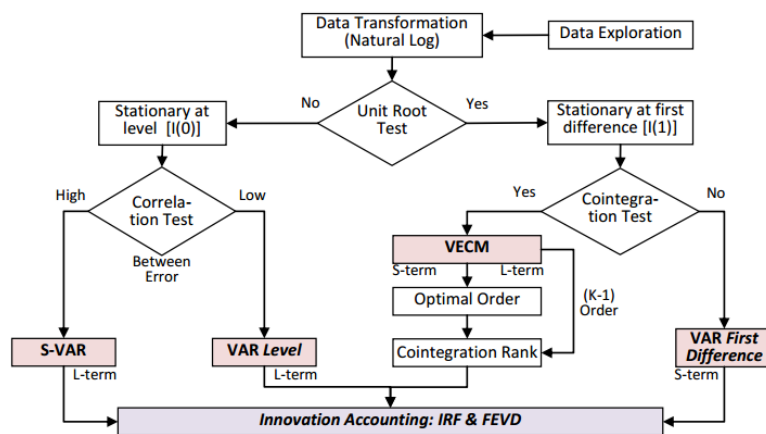 Data Transformation
(Natural Log)
Data Exploration
No
Unit Root
Test
Yes
Stationary at
level [I(0)]
Stationary at first
difference [I(1)]
High
Correla-
tion Test
Low
Between
Error
Yes
Cointegra-
tion Test
No
VECM
S-term
L-term
Optimal Order
(K-1)
Order
S-VAR
L-term
VAR Level
L-term
Cointegration Rank
VAR First
Difference
S-term
Innovation Accounting: IRF & FEVD